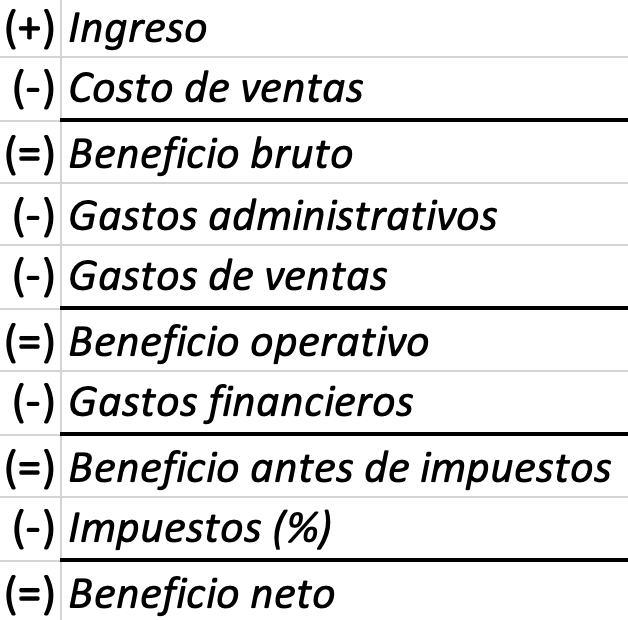 (+) Ingreso
(-) Costo de ventas
(=) Beneficio bruto
(-) Gastos administrativos
(-) Gastos de ventas
(=) Beneficio operativo
(-) Gastos financieros
(=) Beneficio antes de impuestos
(-) Impuestos (%)
(=) Beneficio neto